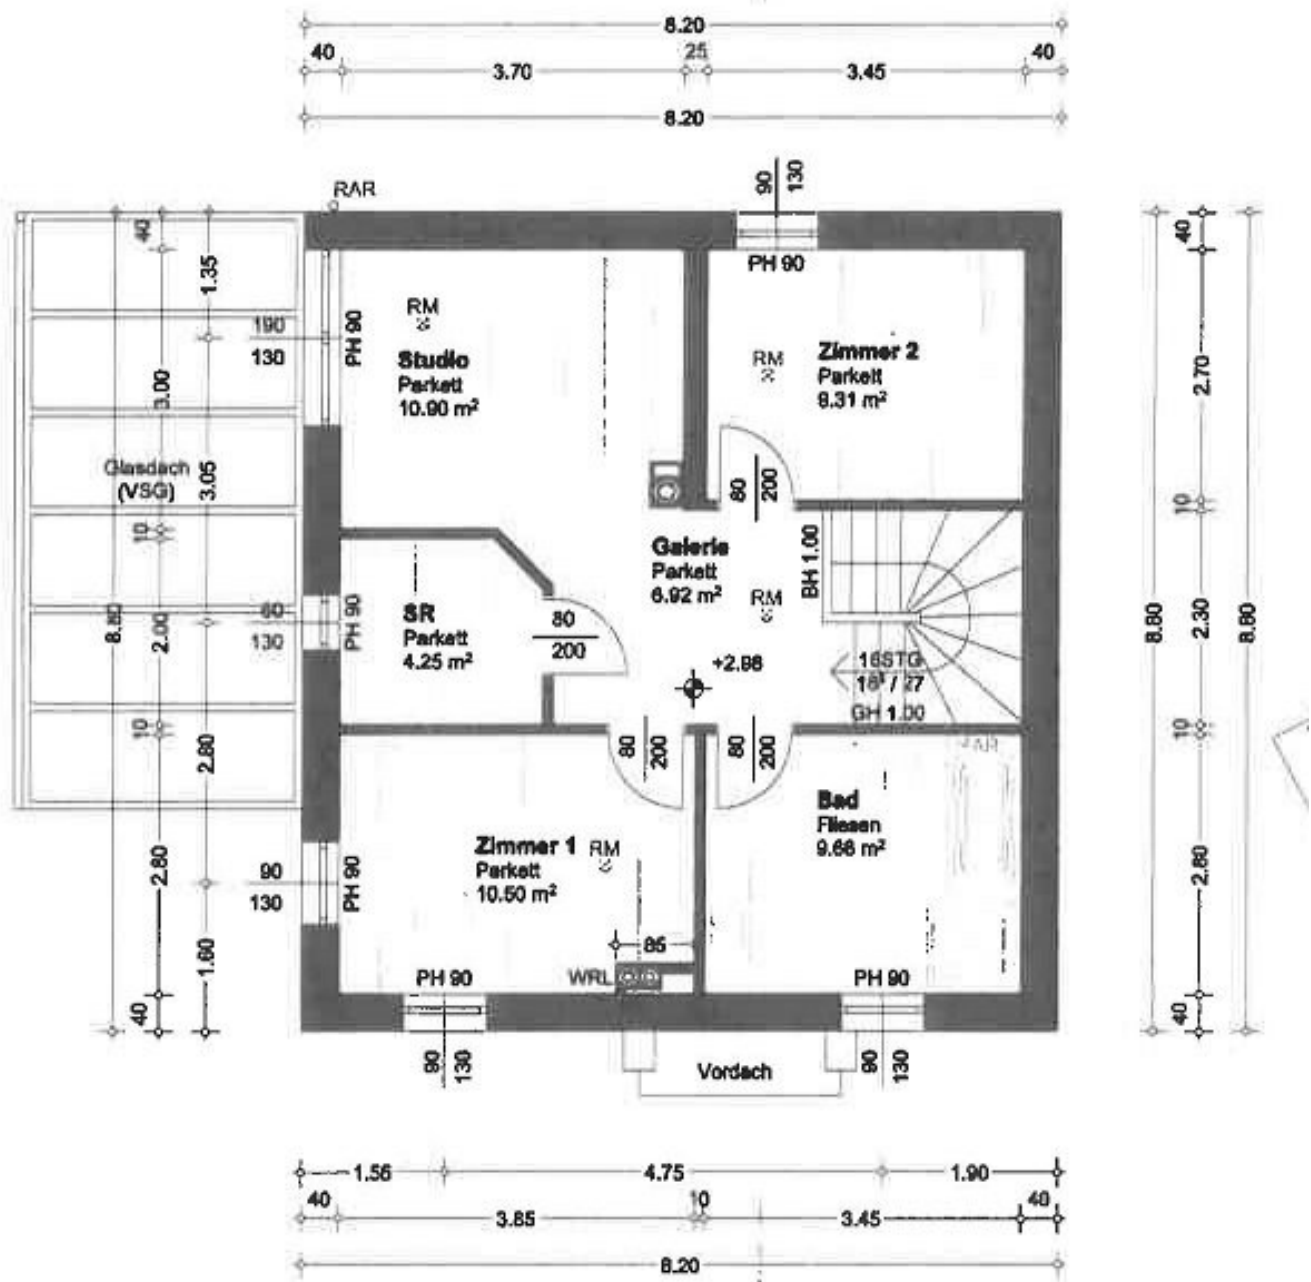 8.20
40 3.70 25 3.45 40
8.20
RAR
90
130
PH 90
40
1.35
3.00
190
130
PH 90
RM
Studio
Parkett
10.90 m²
RM
Zimmer 2
Parkett
9.31 m²
40
2.70
Glasdach
(VSG)
3.05
10
80
200
10
Galerie
Parkett
6.92 m²
BH 1.00
RM
8.80
2.00
60
130
PH 90
SR
Parkett
4.25 m²
80
200
+2.98
16STG
/ 27
GH 1.00
8.80
2.30
8.80
10
2.80
80
200
80
200
10
Zimmer 1
Parkett
10.50 m²
RM
Bad
Fliesen
9.66 m²
90
130
PH 90
2.80
1.60
2.80
85
WRL
PH 90
PH 90
40
40
90
130
Vordach
90
130
1.56 4.75 1.90
40 3.85 10 3.45 40
8.20